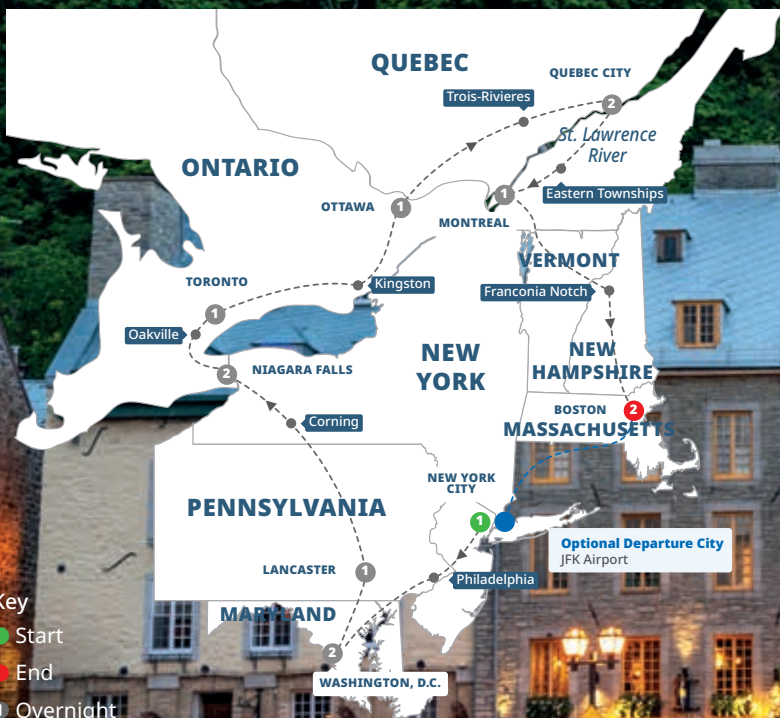 QUEBEC
QUEBEC CITY
Trois-Rivieres
2
St. Lawrence
River
ONTARIO
Eastern Townships
1
OTTAWA
1
MONTREAL
VERMONT
TORONTO
Kingston
Franconia Notch
1
Oakville
NEW
YORK
NEW
HAMPSHIRE
NIAGARA FALLS
2
BOSTON
2
MASSACHUSETTS
Corning
NEW YORK
CITY
PENNSYLVANIA
1
Optional Departure City
JFK Airport
LANCASTER
1
Philadelphia
Key
MARYLAND
Start
2
End
WASHINGTON, D.C.
Overnight